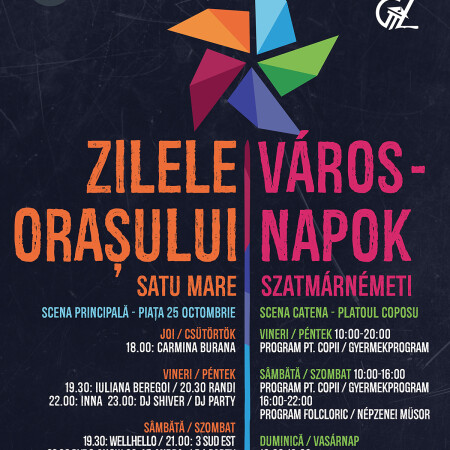 ZILELE
ORAȘULUI
SATU MARE
VÁROS-
NAPOK
SZATMÁRNÉMETI
SCENA PRINCIPALĂ - PIAȚA 25 OCTOMBRIE
JOI / CSÜTÖRTÖK
18.00: CARMINA BURANA
VINERI / PÉNTEK
19.30: IULIANA BEREGOI / 20.30 RANDI
22.00: INNA 23.00: DJ SHIVER / DJ PARTY
SÂMBĂTĂ / SZOMBAT
19.30: WELLHELLO / 21.00: 3 SUD EST
SCENA CATENA - PLATOUL COPOSU
VINERI / PÉNTEK 10:00-20:00
PROGRAM PT. COPII / GYERMEKPROGRAM
SÂMBĂTĂ / SZOMBAT 10:00-16:00
PROGRAM PT. COPII / GYERMEKPROGRAM
16:00-22:00
PROGRAM FOLCLORIC / NÉPZENEI MŰSOR
DUMINICĂ / VASÁRNAP